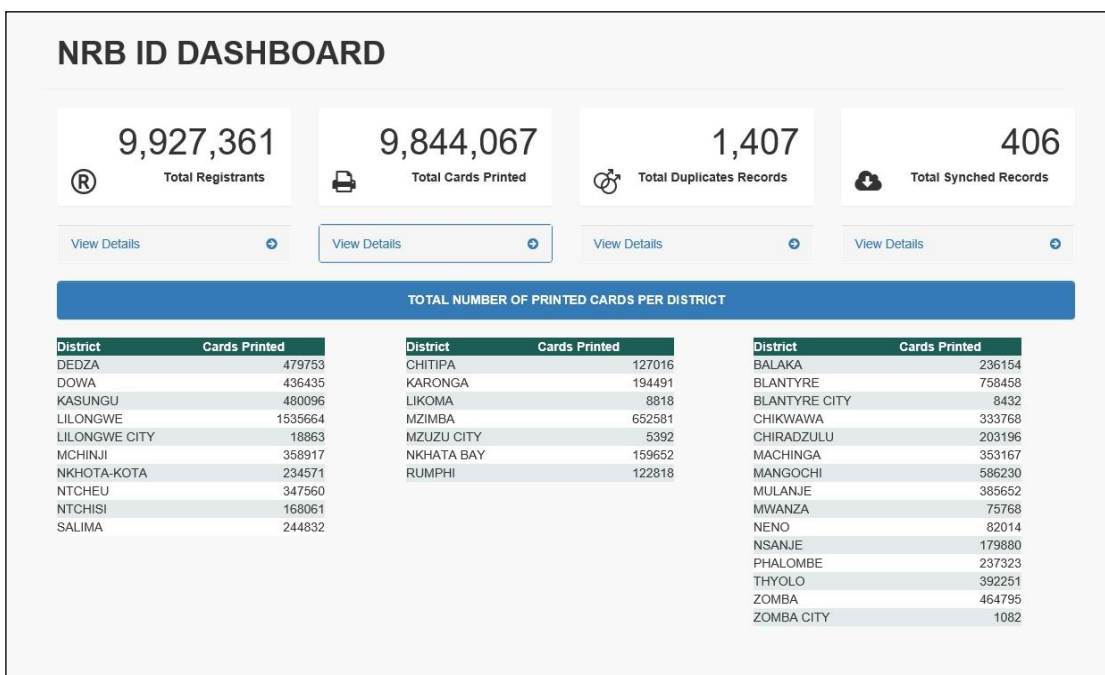 NRB ID DASHBOARD
9,927,361
Total Registrants
9,844,067
Total Cards Printed
1,407
Total Duplicates Records
406
Total Synched Records
View Details
View Details
View Details
View Details
TOTAL NUMBER OF PRINTED CARDS PER DISTRICT
District Cards Printed
DEDZA 479753
DOWA 436435
KASUNGU 480096
LILONGWE 1535664
LILONGWE CITY 18863
MCHINJI 358917
NKHOTA-KOTA 234571
NTCHEU 347560
NTCHISI 168061
SALIMA 244832
District Cards Printed
CHITIPA 127016
KARONGA 194491
LIKOMA 8818
MZIMBA 652581
MZUZU CITY 5392
NKHATA BAY 159652
RUMPHI 122818
District Cards Printed
BALAKA 236154
BLANTYRE 758458
BLANTYRE CITY 8432
CHIKWAWA 333768
CHIRADZULU 203196
MACHINGA 353167
MANGOCHI 586230
MULANJE 385652
MWANZA 75768
NENO 82014
NSANJE 179880
PHALOMBE 237323
THYOLO 392251
ZOMBA 464795
ZOMBA CITY 1082